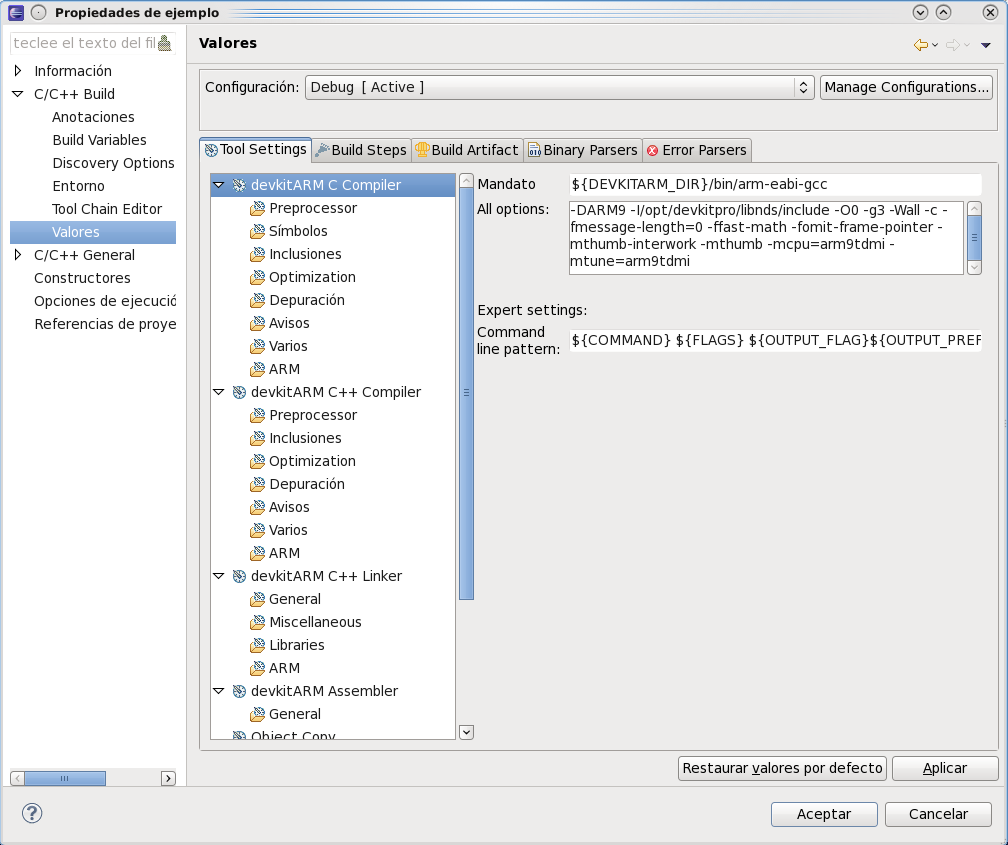 Propiedades de ejemplo
teclee el texto del fil
Información
C/C++ Build
Anotaciones
Build Variables
Discovery Options
Entorno
Tool Chain Editor
Valores
C/C++ General
Constructores
Opciones de ejecució
Referencias de proye
Valores
Configuración: Debug [ Active ] Manage Configurations...
Tool Settings Build Steps Build Artifact Binary Parsers Error Parsers
devkitARM C Compiler
Preprocessor
Símbolos
Inclusiones
Optimization
Depuración
Avisos
Varios
ARM
devkitARM C++ Compiler
Preprocessor
Inclusiones
Optimization
Depuración
Avisos
Varios
ARM
devkitARM C++ Linker
General
Miscellaneous
Libraries
ARM
devkitARM Assembler
General
Object Copy
Mandato ${DEVKITARM_DIR}/bin/arm-eabi-gcc
All options: -DARM9 -I/opt/devkitpro/libnds/include -O0 -g3 -Wall -c -
fmessage-length=0 -ffast-math -fomit-frame-pointer -
mthumb-interwork -mthumb -mcpu=arm9tdmi -
mtune=arm9tdmi
Expert settings:
Command
line pattern: ${COMMAND} ${FLAGS} ${OUTPUT_FLAG}${OUTPUT_PREF
Restaurar valores por defecto Aplicar
Aceptar Cancelar